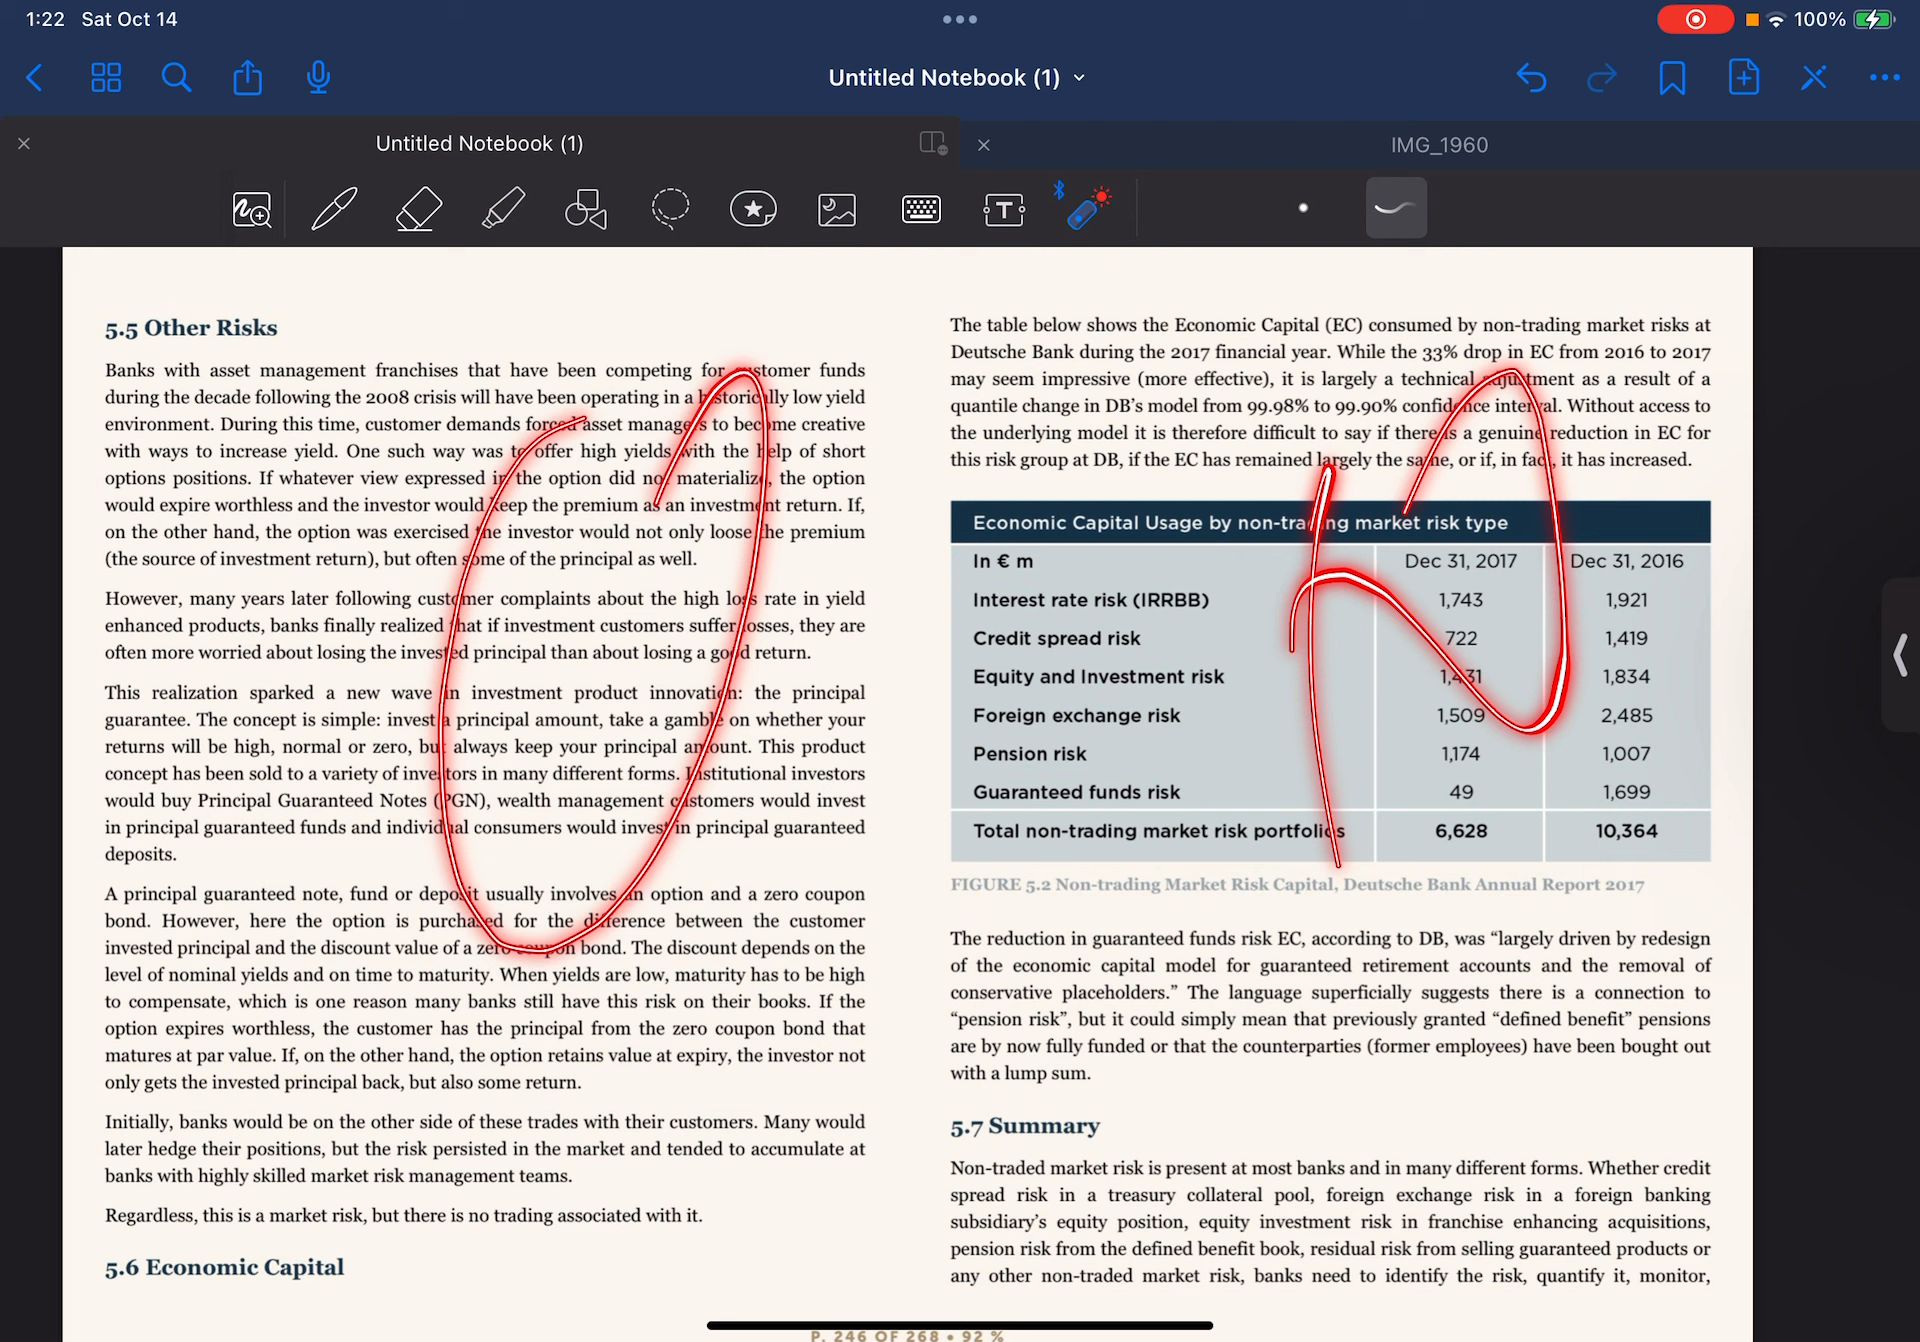 1:22 Sat Oct 14
100%
Untitled Notebook (1)
Untitled Notebook (1)
IMG_1960
5.5 Other Risks
Banks with asset management franchises that have been competing for customer funds
during the decade following the 2008 crisis will have been operating in a historically low yield
environment. During this time, customer demands forced asset managers to become creative
with ways to increase yield. One such way was to offer high yields with the help of short
options positions. If whatever view expressed in the option did not materialize, the option
would expire worthless and the investor would keep the premium as an investment return. If,
on the other hand, the option was exercised the investor would not only loose the premium
(the source of investment return), but often some of the principal as well.
However, many years later following customer complaints about the high loss rate in yield
enhanced products, banks finally realized that if investment customers suffer losses, they are
often more worried about losing the invested principal than about losing a good return.
This realization sparked a new wave in investment product innovation: the principal
guarantee. The concept is simple: invest a principal amount, take a gamble on whether your
returns will be high, normal or zero, but always keep your principal amount. This product
concept has been sold to a variety of investors in many different forms. Institutional investors
would buy Principal Guaranteed Notes (PGN), wealth management customers would invest
in principal guaranteed funds and individual consumers would invest in principal guaranteed
deposits.
A principal guaranteed note, fund or deposit usually involves an option and a zero coupon
bond. However, here the option is purchased for the difference between the customer
invested principal and the discount value of a zero coupon bond. The discount depends on the
level of nominal yields and on time to maturity. When yields are low, maturity has to be high
to compensate, which is one reason many banks still have this risk on their books. If the
option expires worthless, the customer has the principal from the zero coupon bond that
matures at par value. If, on the other hand, the option retains value at expiry, the investor not
only gets the invested principal back, but also some return.
Initially, banks would be on the other side of these trades with their customers. Many would
later hedge their positions, but the risk persisted in the market and tended to accumulate at
banks with highly skilled market risk management teams.
Regardless, this is a market risk, but there is no trading associated with it.
5.6 Economic Capital
The table below shows the Economic Capital (EC) consumed by non-trading market risks at
Deutsche Bank during the 2017 financial year. While the 33% drop in EC from 2016 to 2017
may seem impressive (more effective), it is largely a technical adjustment as a result of a
quantile change in DB's model from 99.98% to 99.90% confidence interval. Without access to
the underlying model it is therefore difficult to say if there is a genuine reduction in EC for
this risk group at DB, if the EC has remained largely the same, or if, in fact, it has increased.
Economic Capital Usage by non-trading market risk type
In € m Dec 31, 2017 Dec 31, 2016
Interest rate risk (IRRBB) 1,743 1,921
Credit spread risk 722 1,419
Equity and Investment risk 1,431 1,834
Foreign exchange risk 1,509 2,485
Pension risk 1,174 1,007
Guaranteed funds risk 49 1,699
Total non-trading market risk portfolios 6,628 10,364
FIGURE 5.2 Non-trading Market Risk Capital, Deutsche Bank Annual Report 2017
The reduction in guaranteed funds risk EC, according to DB, was “largely driven by redesign
of the economic capital model for guaranteed retirement accounts and the removal of
conservative placeholders.” The language superficially suggests there is a connection to
“pension risk”, but it could simply mean that previously granted “defined benefit” pensions
are by now fully funded or that the counterparties (former employees) have been bought out
with a lump sum.
5.7 Summary
Non-traded market risk is present at most banks and in many different forms. Whether credit
spread risk in a treasury collateral pool, foreign exchange risk in a foreign banking
subsidiary's equity position, equity investment risk in franchise enhancing acquisitions,
pension risk from the defined benefit book, residual risk from selling guaranteed products or
any other non-traded market risk, banks need to identify the risk, quantify it, monitor,
P. 246 OF 268 • 92 %